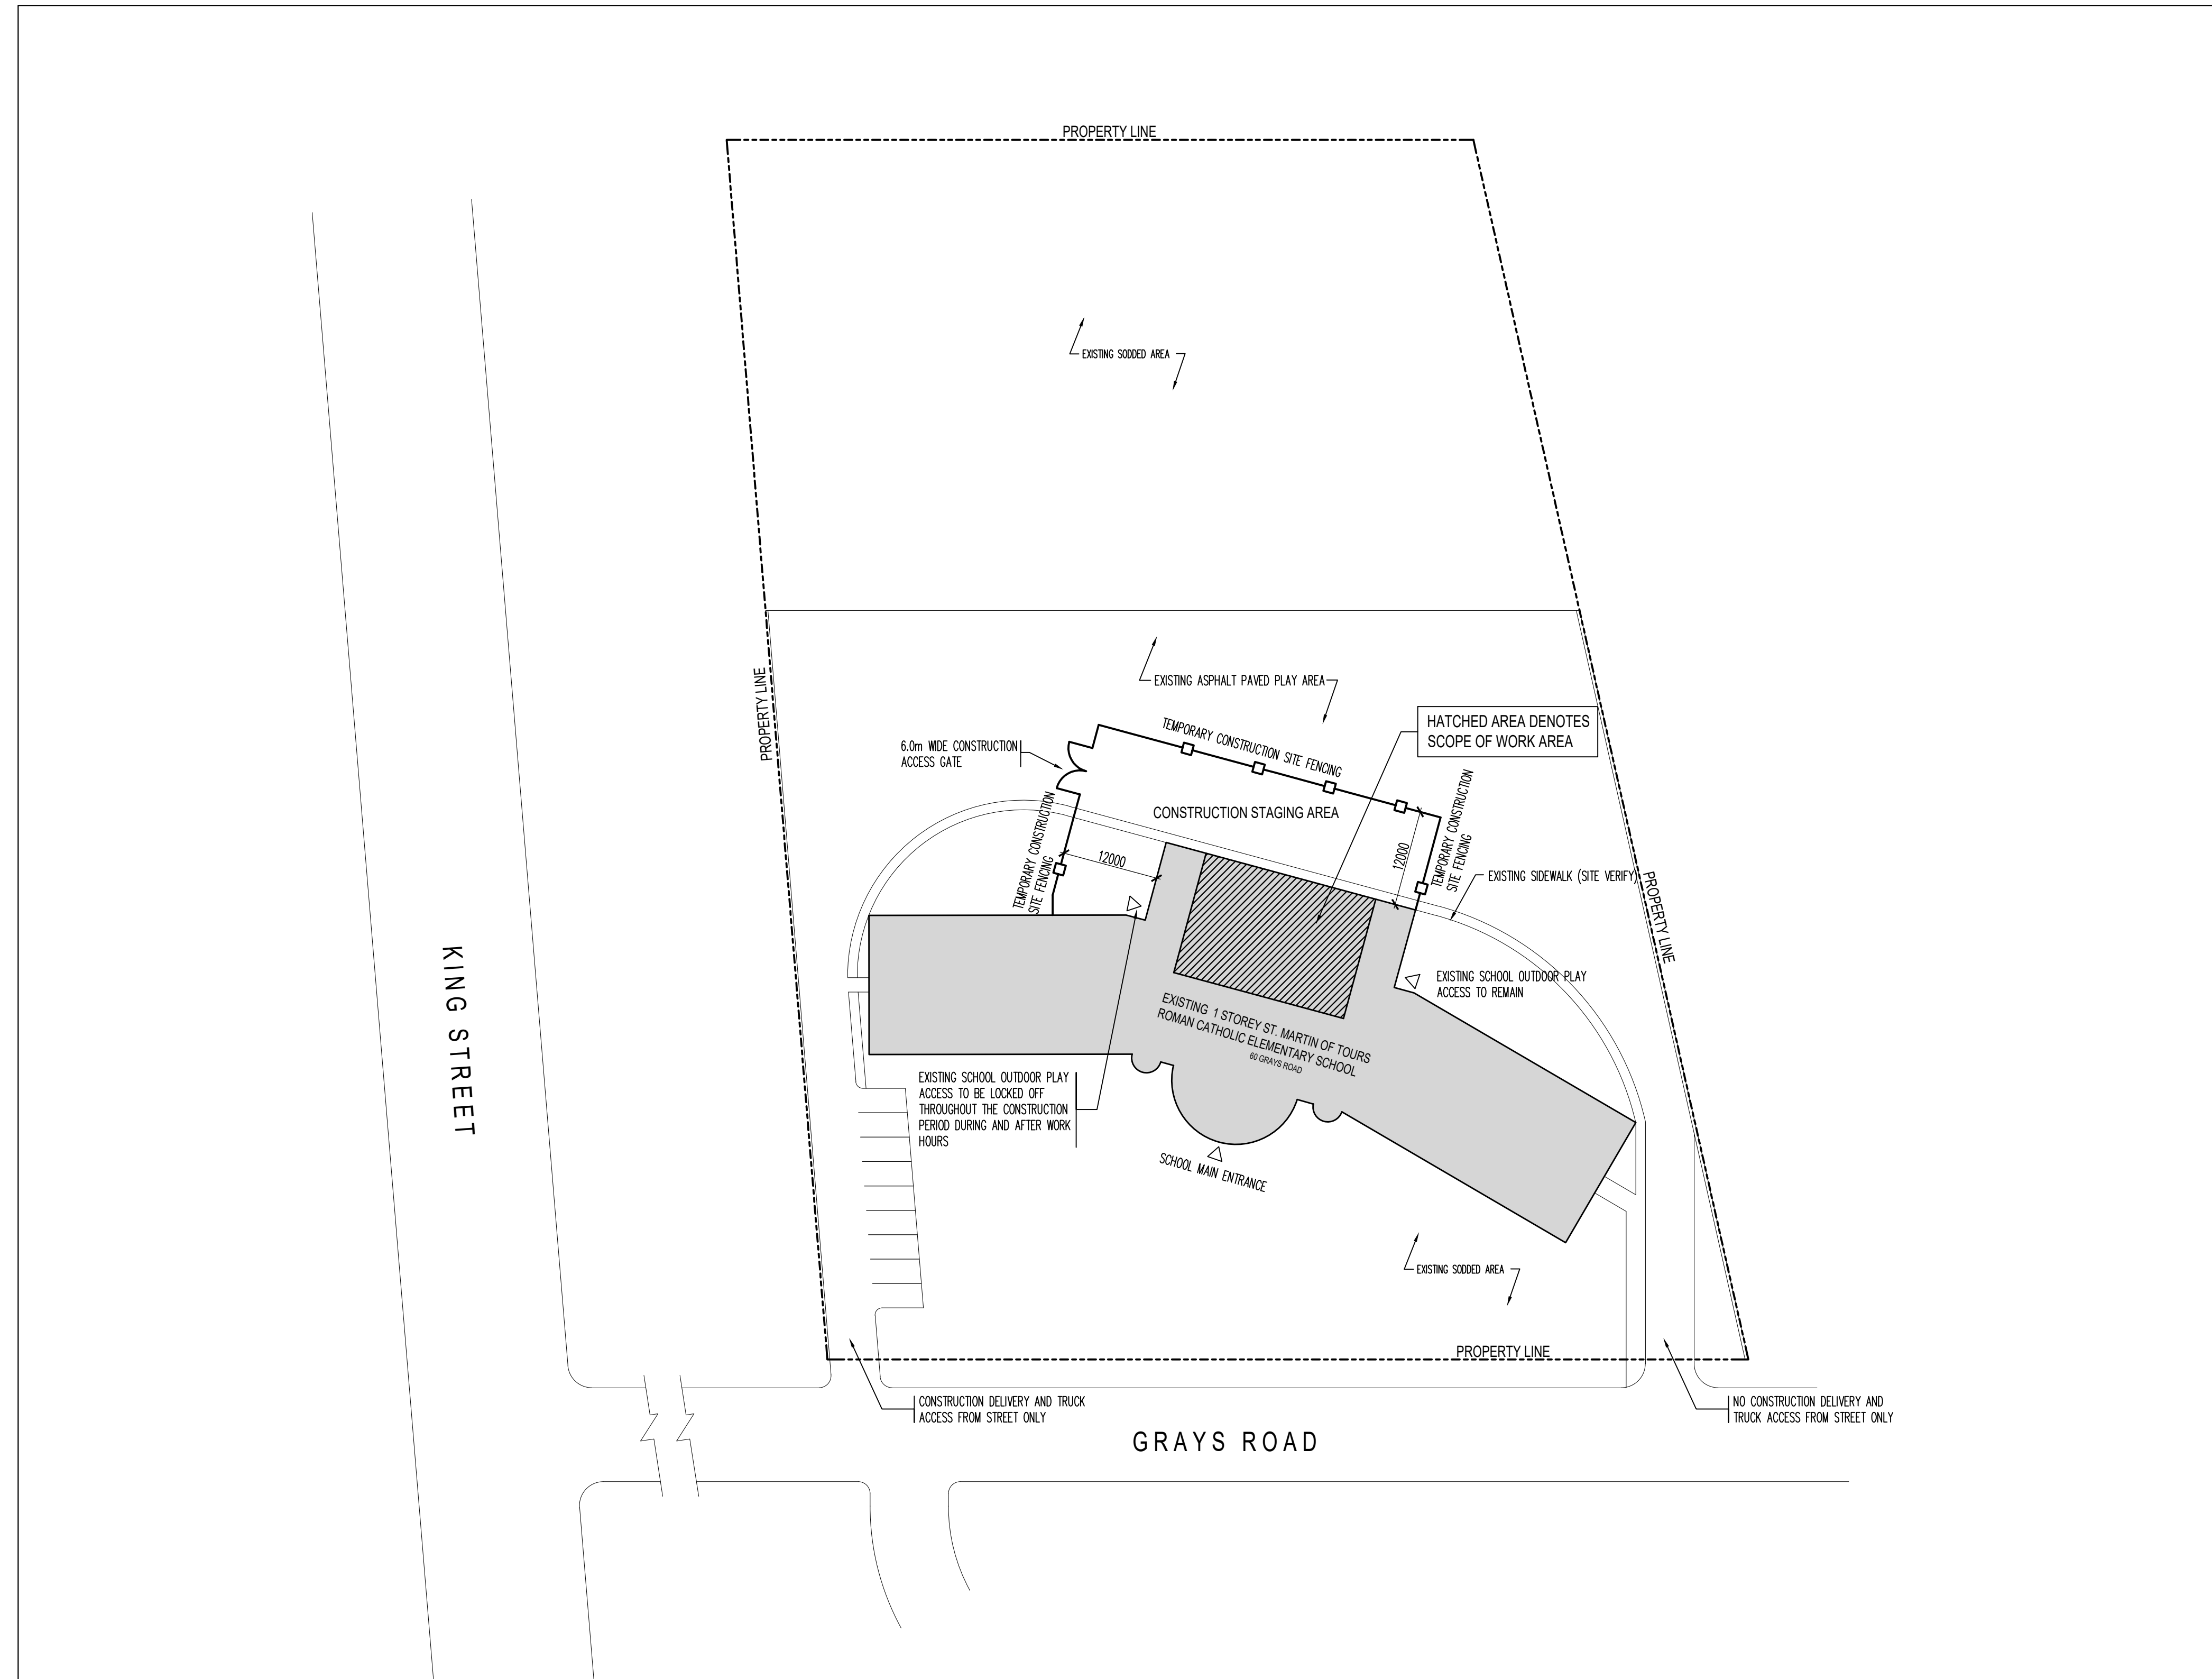 PROPERTY LINE
EXISTING SODDED AREA
PROPERTY LINE
EXISTING ASPHALT PAVED PLAY AREA
HATCHED AREA DENOTES
SCOPE OF WORK AREA
6.0m WIDE CONSTRUCTION
ACCESS GATE
TEMPORARY CONSTRUCTION SITE FENCING
CONSTRUCTION STAGING AREA
TEMPORARY CONSTRUCTION
SITE FENCING
12000
12000
TEMPORARY CONSTRUCTION
SITE FENCING
EXISTING SIDEWALK (SITE VERIFY)
PROPERTY LINE
KING STREET
EXISTING SCHOOL OUTDOOR PLAY
ACCESS TO REMAIN
EXISTING 1 STOREY ST. MARTIN OF TOURS
ROMAN CATHOLIC ELEMENTARY SCHOOL
60 GRAYS ROAD
EXISTING SCHOOL OUTDOOR PLAY
ACCESS TO BE LOCKED OFF
THROUGHOUT THE CONSTRUCTION
PERIOD DURING AND AFTER WORK
HOURS
SCHOOL MAIN ENTRANCE
EXISTING SODDED AREA
PROPERTY LINE
CONSTRUCTION DELIVERY AND TRUCK
ACCESS FROM STREET ONLY
NO CONSTRUCTION DELIVERY AND
TRUCK ACCESS FROM STREET ONLY
GRAYS ROAD